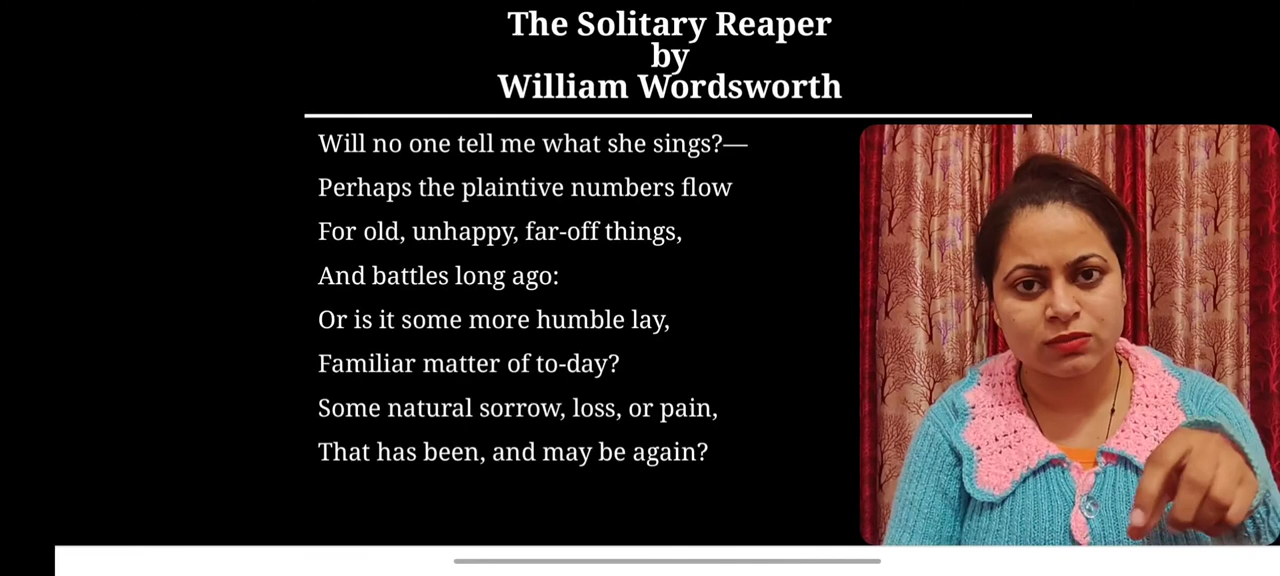 The Solitary Reaper
by
William Wordsworth
Will no one tell me what she sings?—
Perhaps the plaintive numbers flow
For old, unhappy, far-off things,
And battles long ago:
Or is it some more humble lay,
Familiar matter of to-day?
Some natural sorrow, loss, or pain,
That has been, and may be again?